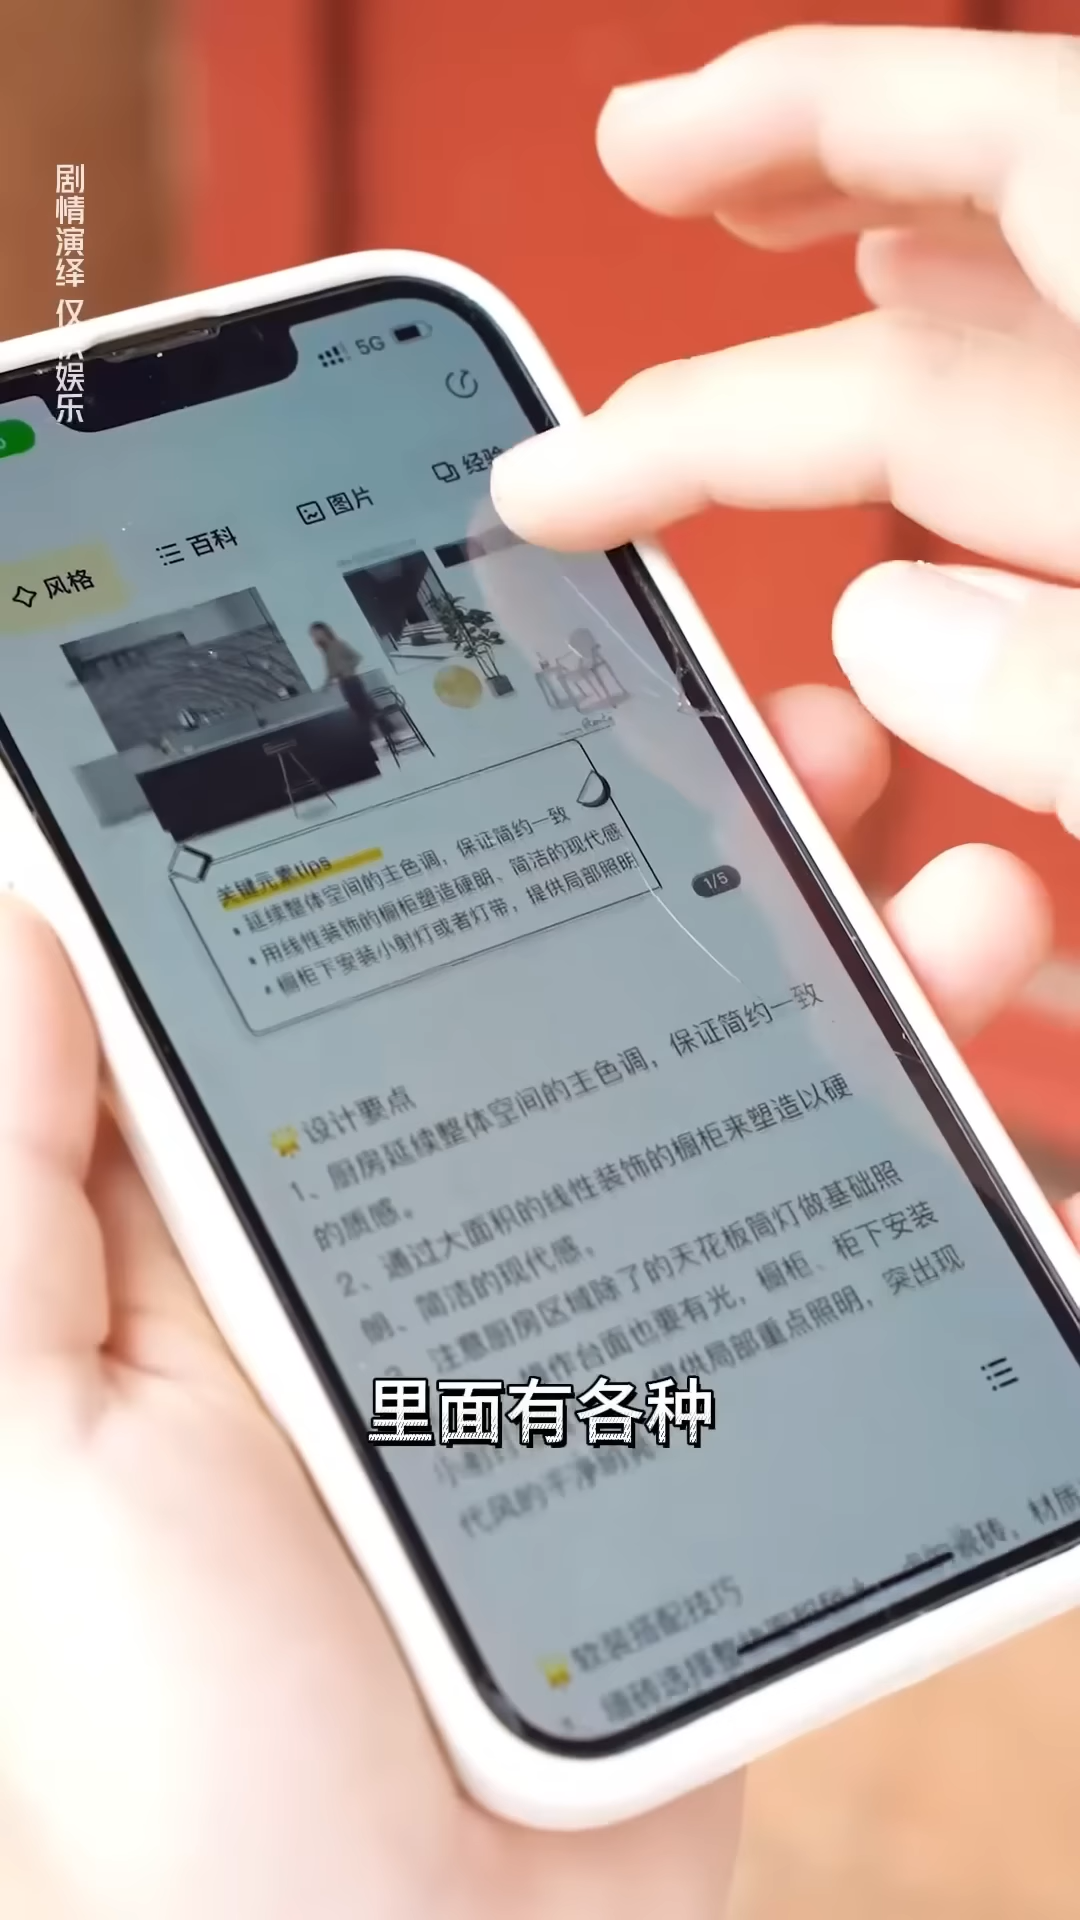 剧情演绎 仅供娱乐
5G
风格
百科
图片
经验
关键元素tips
• 延续整体空间的主色调，保证简约一致
• 用线性装饰的橱柜塑造硬朗、简洁的现代感
• 橱柜下安装小射灯或者灯带，提供局部照明
1/5
设计要点
1、厨房延续整体空间的主色调，保证简约一致
的质感。
2、通过大面积的线性装饰的橱柜来塑造以硬
朗、简洁的现代感。
注意厨房区域除了的天花板筒灯做基础照
操作台面也要有光，橱柜、柜下安装
提供局部重点照明，突出现
代风的干净
里面有各种
软装搭配技巧
1、墙砖选择整
瓷砖，材质